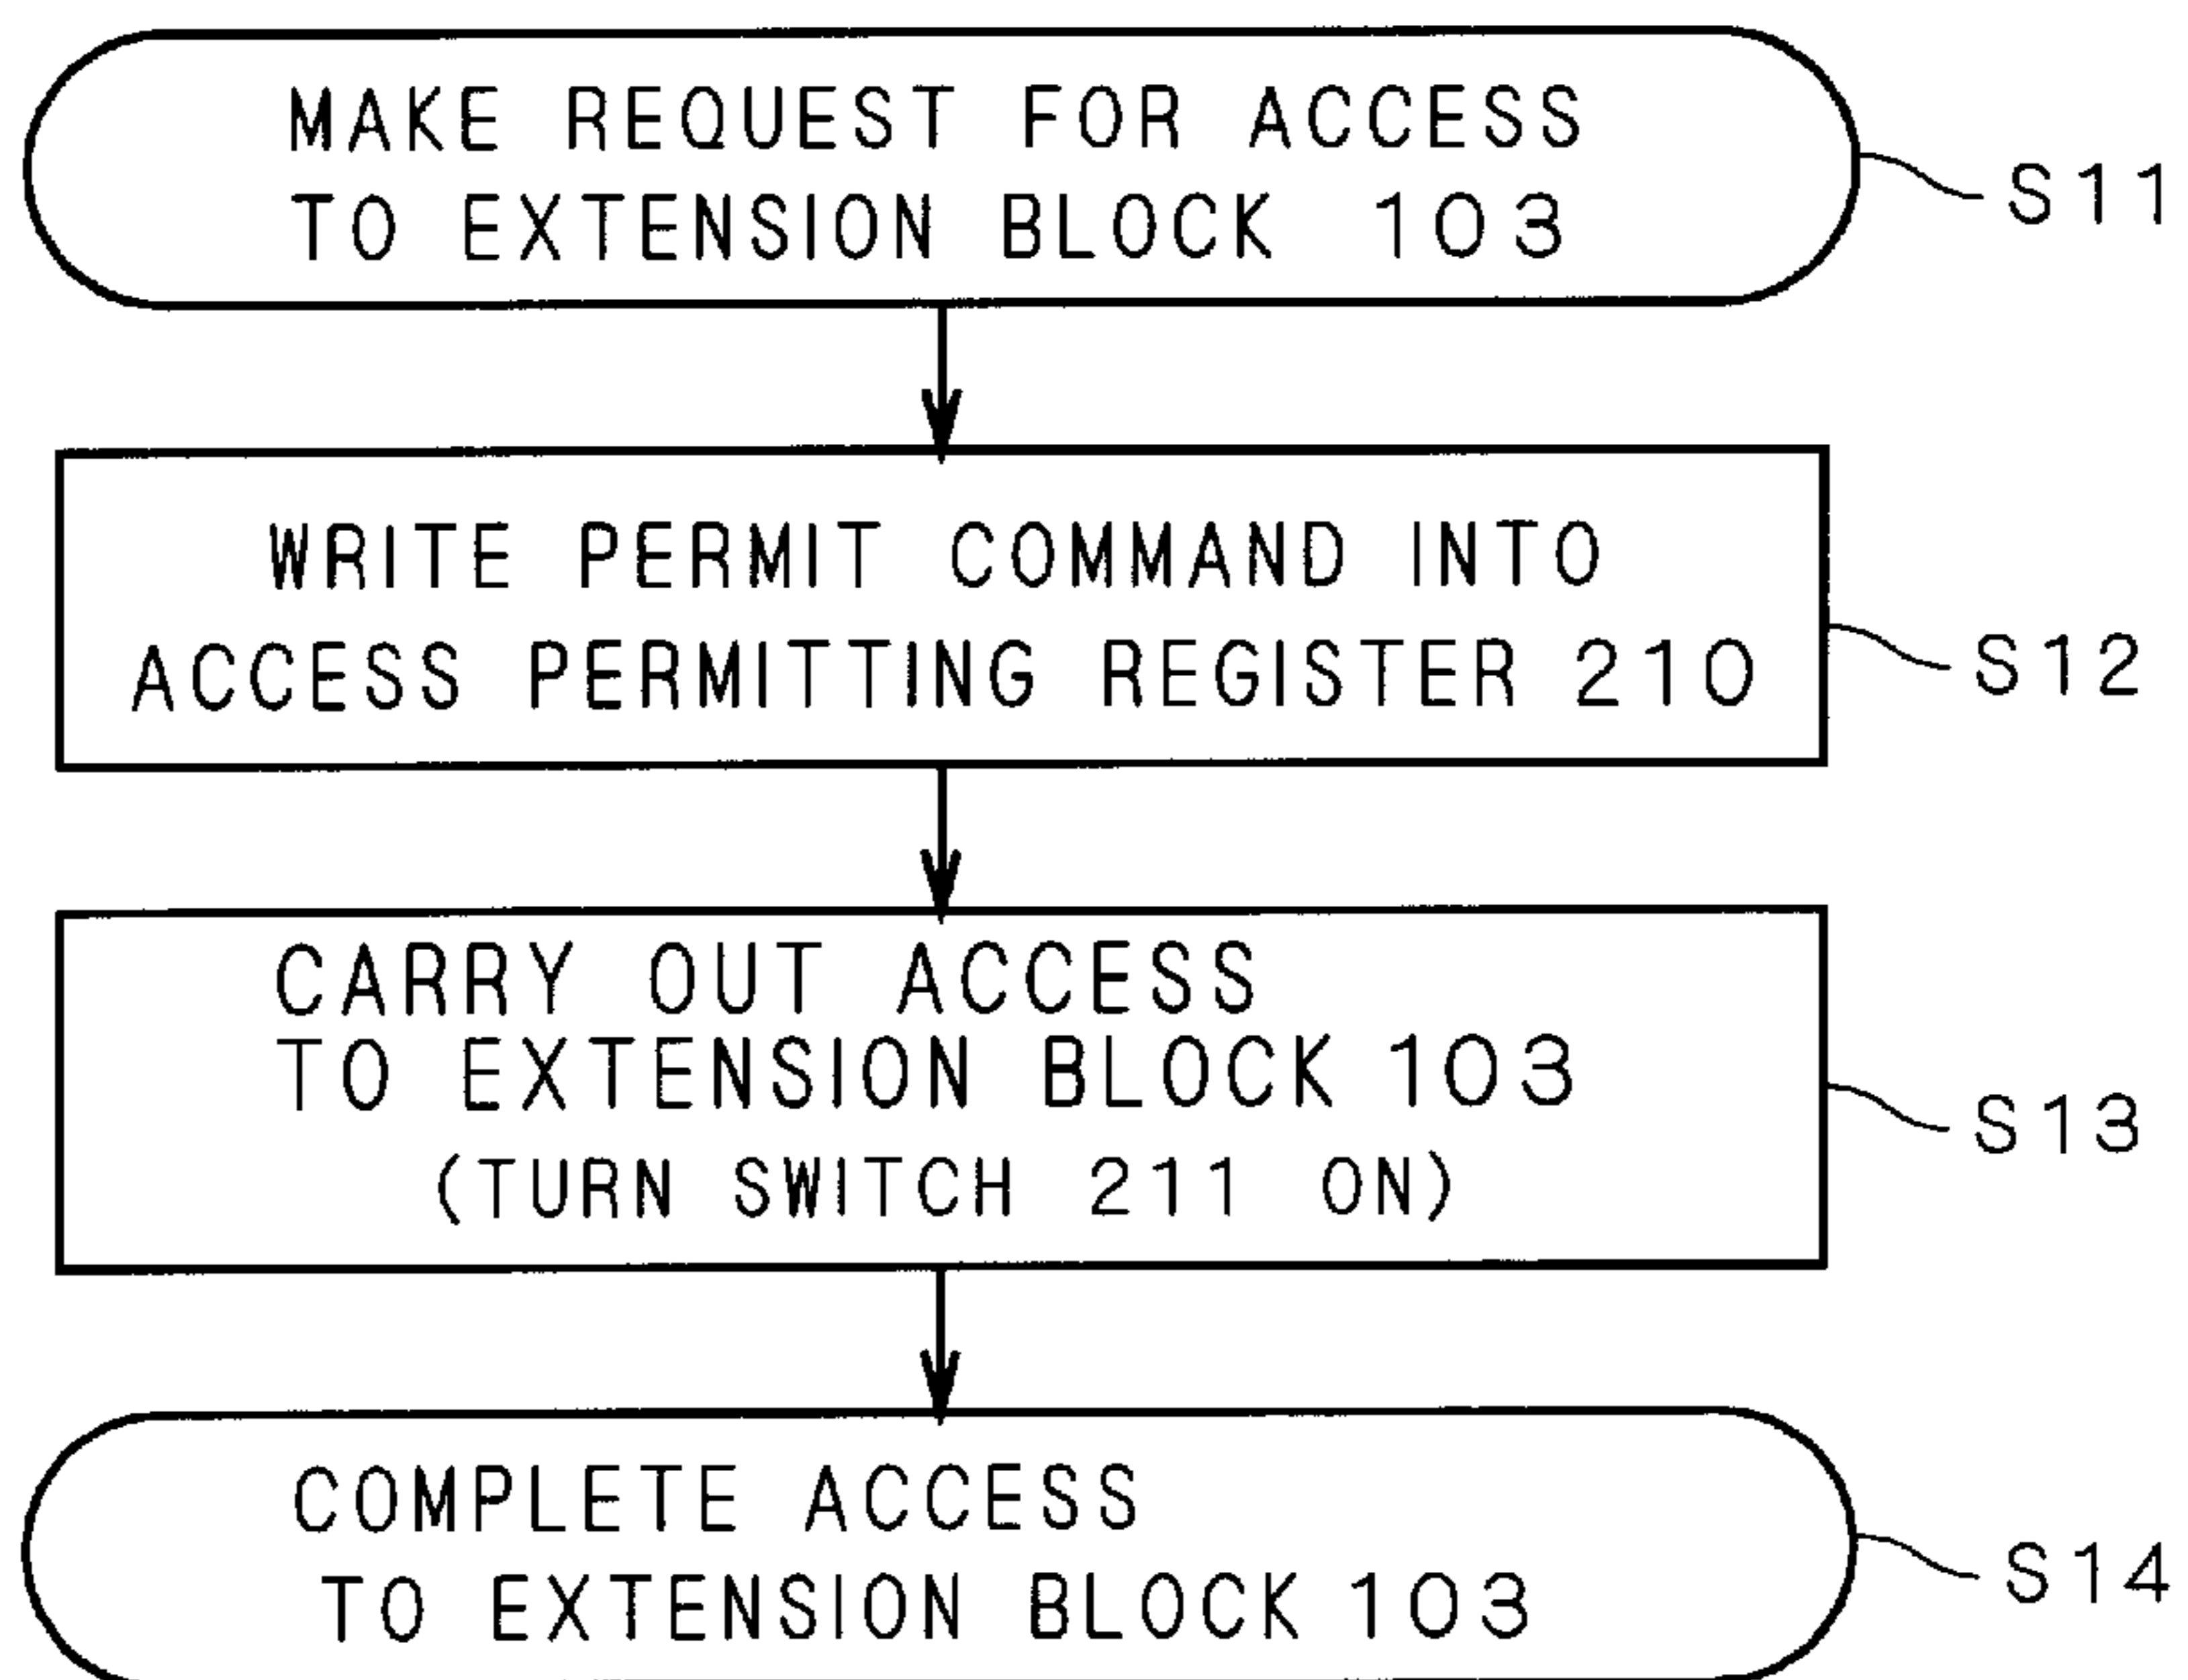 MAKE REQUEST FOR ACCESS
TO EXTENSION BLOCK 103
S11
WRITE PERMIT COMMAND INTO
ACCESS PERMITTING REGISTER 210
S12
CARRY OUT ACCESS
TO EXTENSION BLOCK 103
(TURN SWITCH 211 ON)
S13
COMPLETE ACCESS
TO EXTENSION BLOCK 103
S14